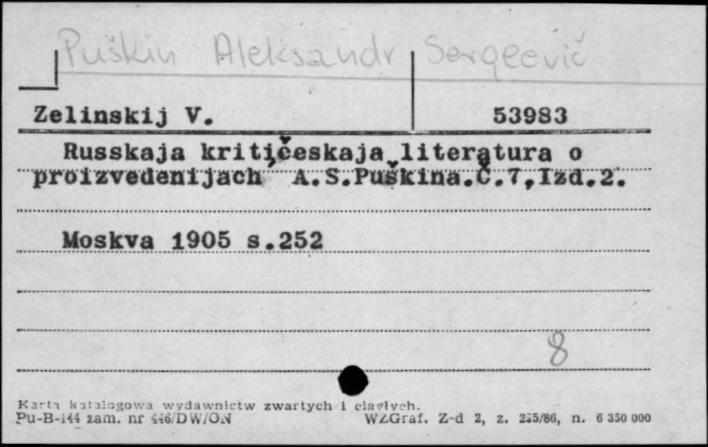 Puškin Aleksandr Sergeevič
Zelinskij V. 53983
Russkaja kritičeskaja literatura o
proizvedenijach A.S.Puškina.Č.7,Izd.2.
Moskva 1905 s.252
8
Karta katalogowa wydawnictw zwartych i ciągłych.
Pu-B-144 zam. nr 446/DW/ON WZGraf. Z-d 2, z. 225/86, n. 6 350 000